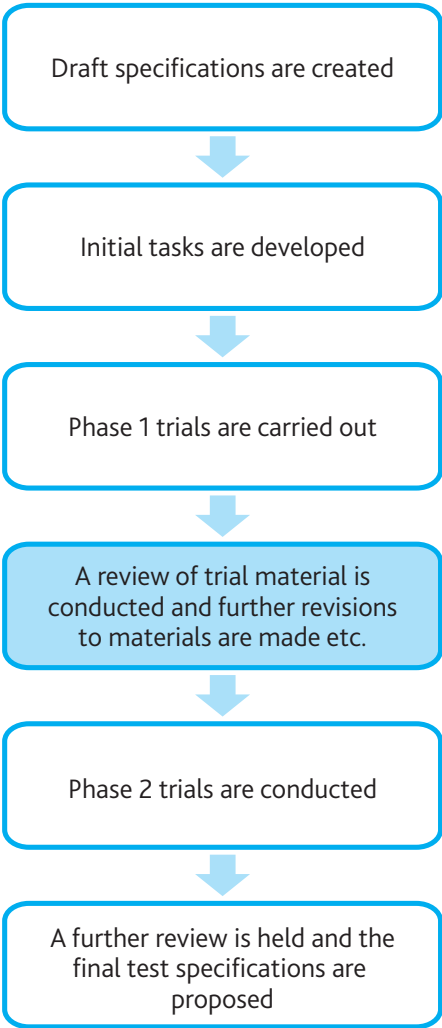 Draft specifications are created
Initial tasks are developed
Phase 1 trials are carried out
A review of trial material is
conducted and further revisions
to materials are made etc.
Phase 2 trials are conducted
A further review is held and the
final test specifications are
proposed